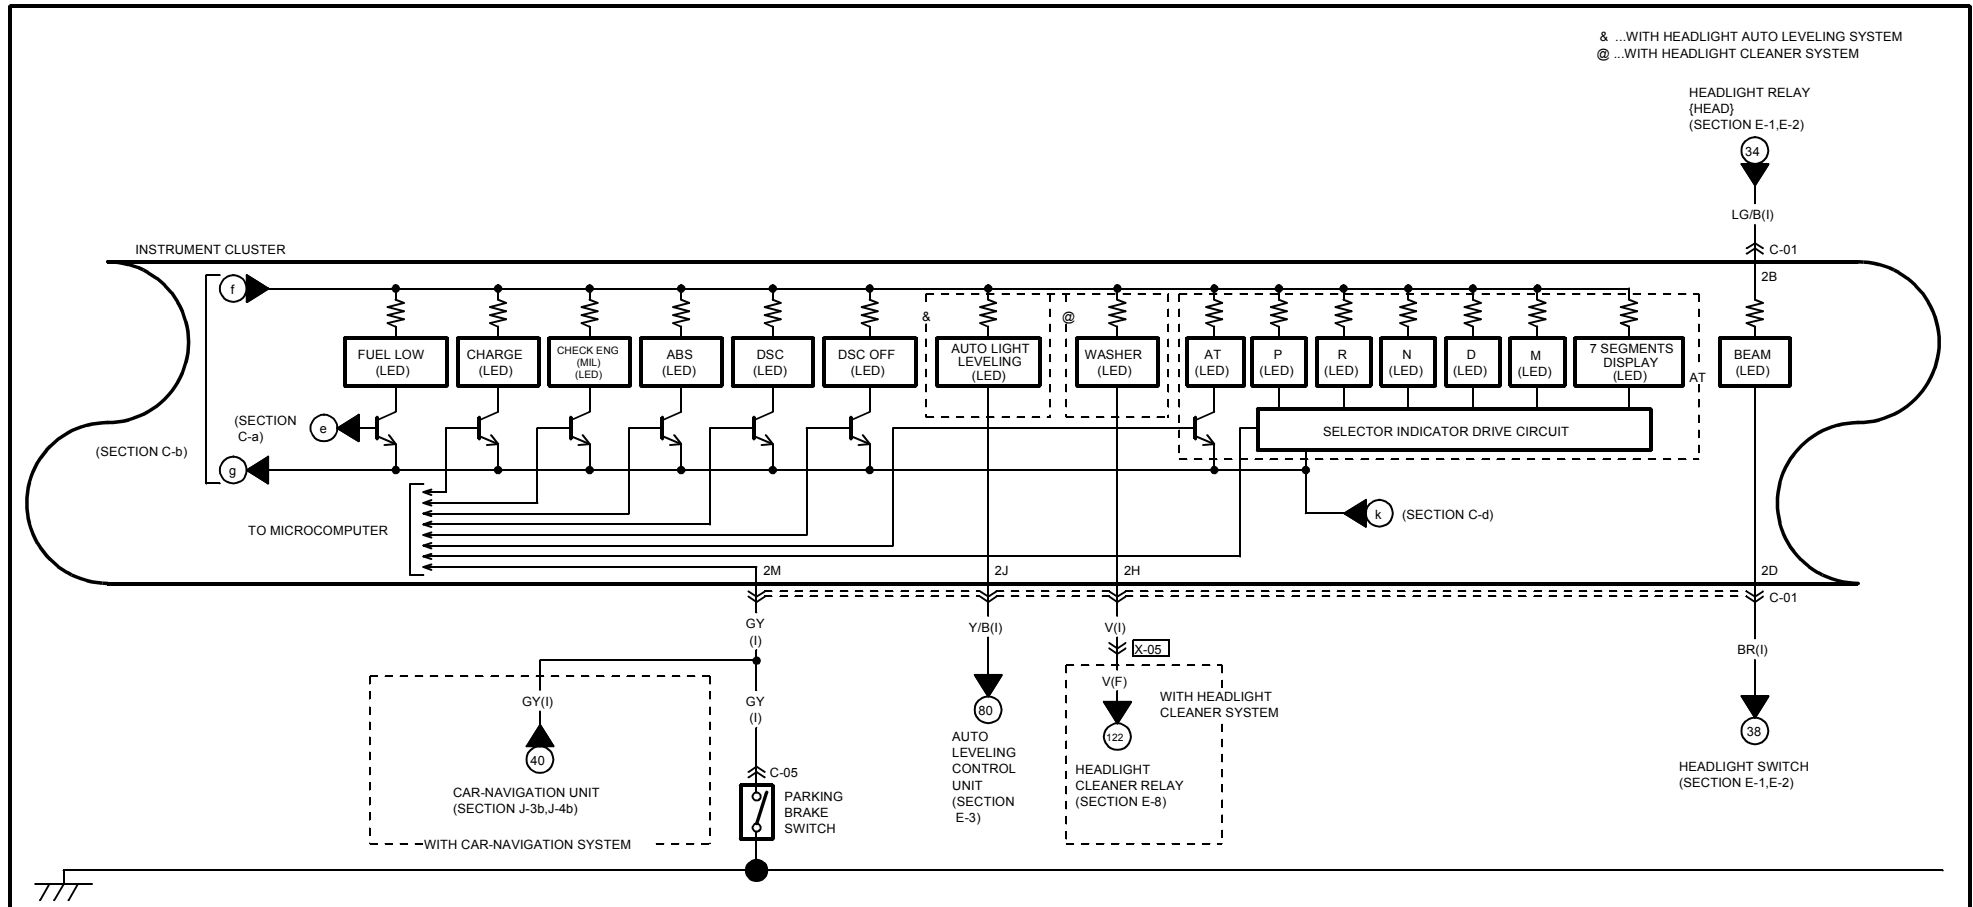 & ...WITH HEADLIGHT AUTO LEVELING SYSTEM
@ ...WITH HEADLIGHT CLEANER SYSTEM
HEADLIGHT RELAY
{HEAD}
(SECTION E-1,E-2)
34
LG/B(I)
INSTRUMENT CLUSTER
C-01
2B
f
&
@
FUEL LOW
(LED)
CHARGE
(LED)
CHECK ENG
(MIL)
(LED)
ABS
(LED)
DSC
(LED)
DSC OFF
(LED)
AUTO LIGHT
LEVELING
(LED)
WASHER
(LED)
AT
(LED)
P
(LED)
R
(LED)
N
(LED)
D
(LED)
M
(LED)
7 SEGMENTS
DISPLAY
(LED)
AT
BEAM
(LED)
(SECTION
C-a)
e
SELECTOR INDICATOR DRIVE CIRCUIT
(SECTION C-b)
g
k
(SECTION C-d)
TO MICROCOMPUTER
2M
2J
2H
2D
C-01
GY
(I)
Y/B(I)
V(I)
X-05
BR(I)
GY(I)
GY
(I)
V(F)
WITH HEADLIGHT
CLEANER SYSTEM
40
80
122
38
CAR-NAVIGATION UNIT
(SECTION J-3b,J-4b)
WITH CAR-NAVIGATION SYSTEM
C-05
PARKING
BRAKE
SWITCH
AUTO
LEVELING
CONTROL
UNIT
(SECTION
E-3)
HEADLIGHT
CLEANER RELAY
(SECTION E-8)
HEADLIGHT SWITCH
(SECTION E-1,E-2)